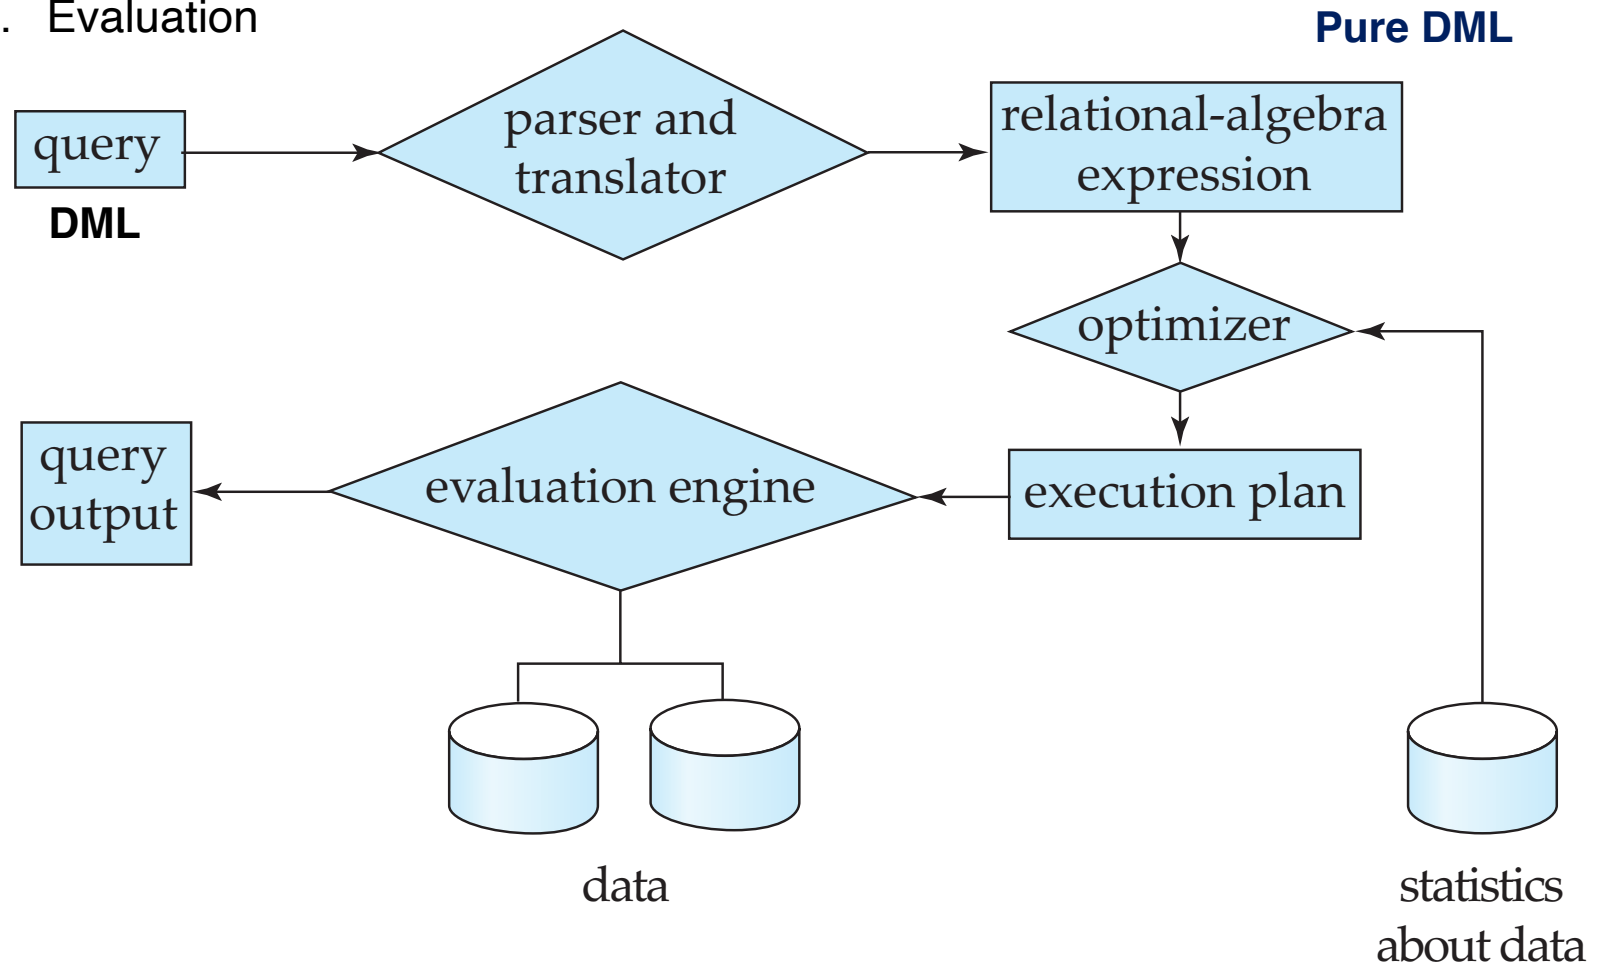 . Evaluation
Pure DML
query
DML
parser and
translator
relational-algebra
expression
optimizer
query
output
evaluation engine
execution plan
data
statistics
about data